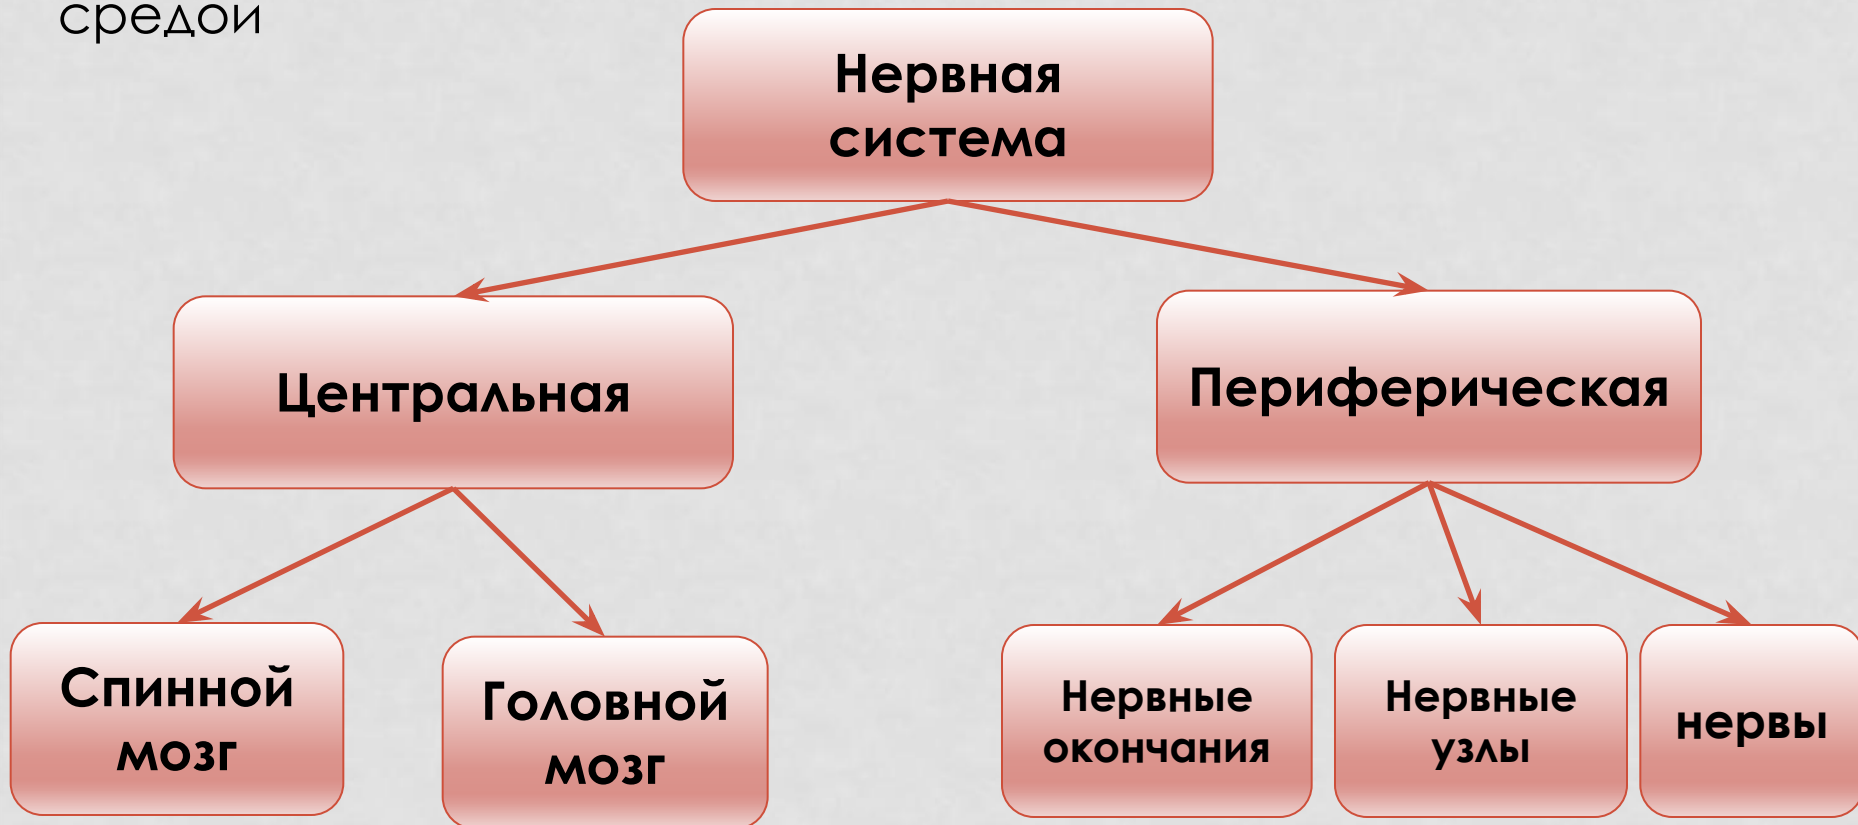 средой
Нервная
система
Центральная
Периферическая
Спинной
мозг
Головной
мозг
Нервные
окончания
Нервные
узлы
нервы